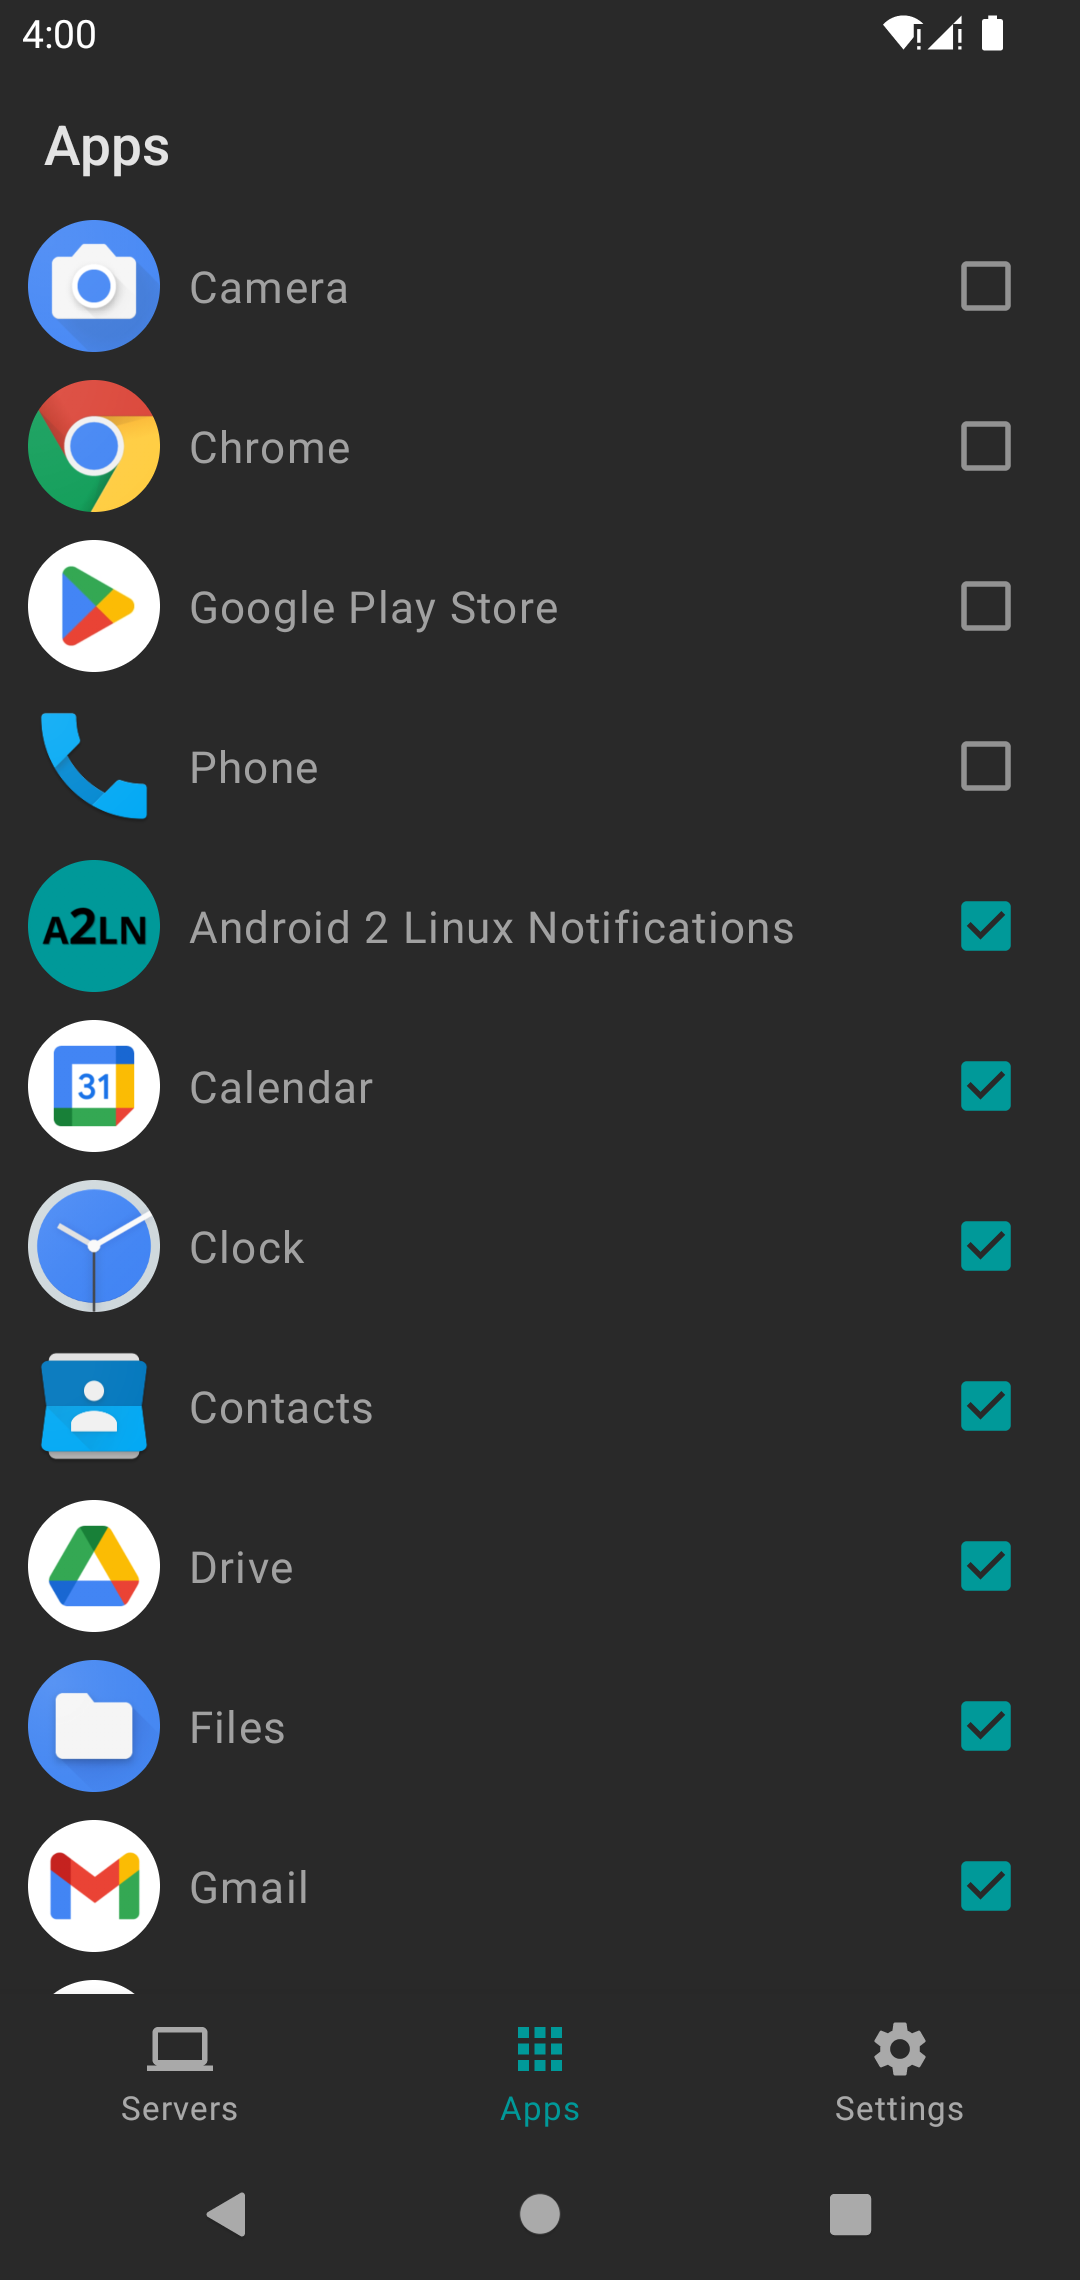 4:00
Apps
Camera
Chrome
Google Play Store
Phone
A2LN
Android 2 Linux Notifications
31
Calendar
Clock
Contacts
Drive
Files
Gmail
Servers
Apps
Settings